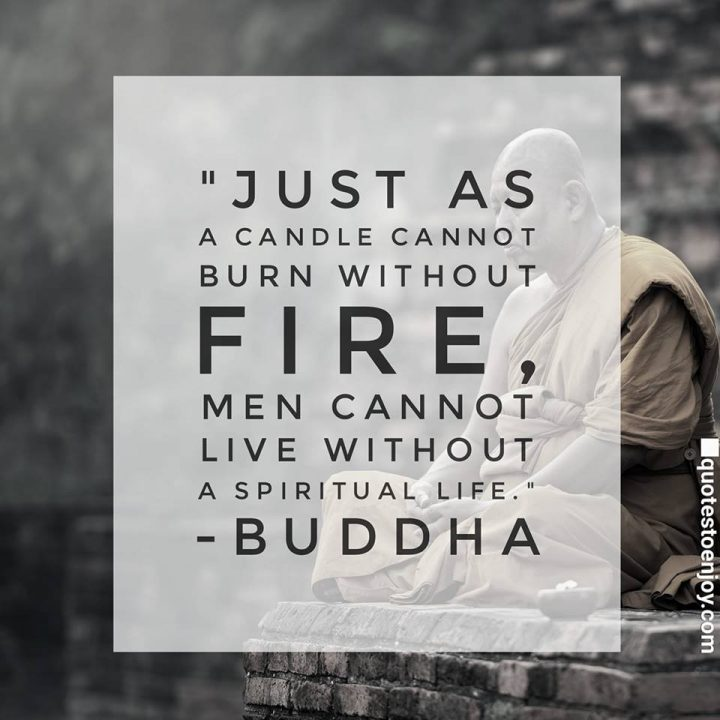 "JUST AS
A CANDLE CANNOT
BURN WITHOUT
FIRE,
MEN CANNOT
LIVE WITHOUT
A SPIRITUAL LIFE."
-BUDDHA
quotestoenjoy.com